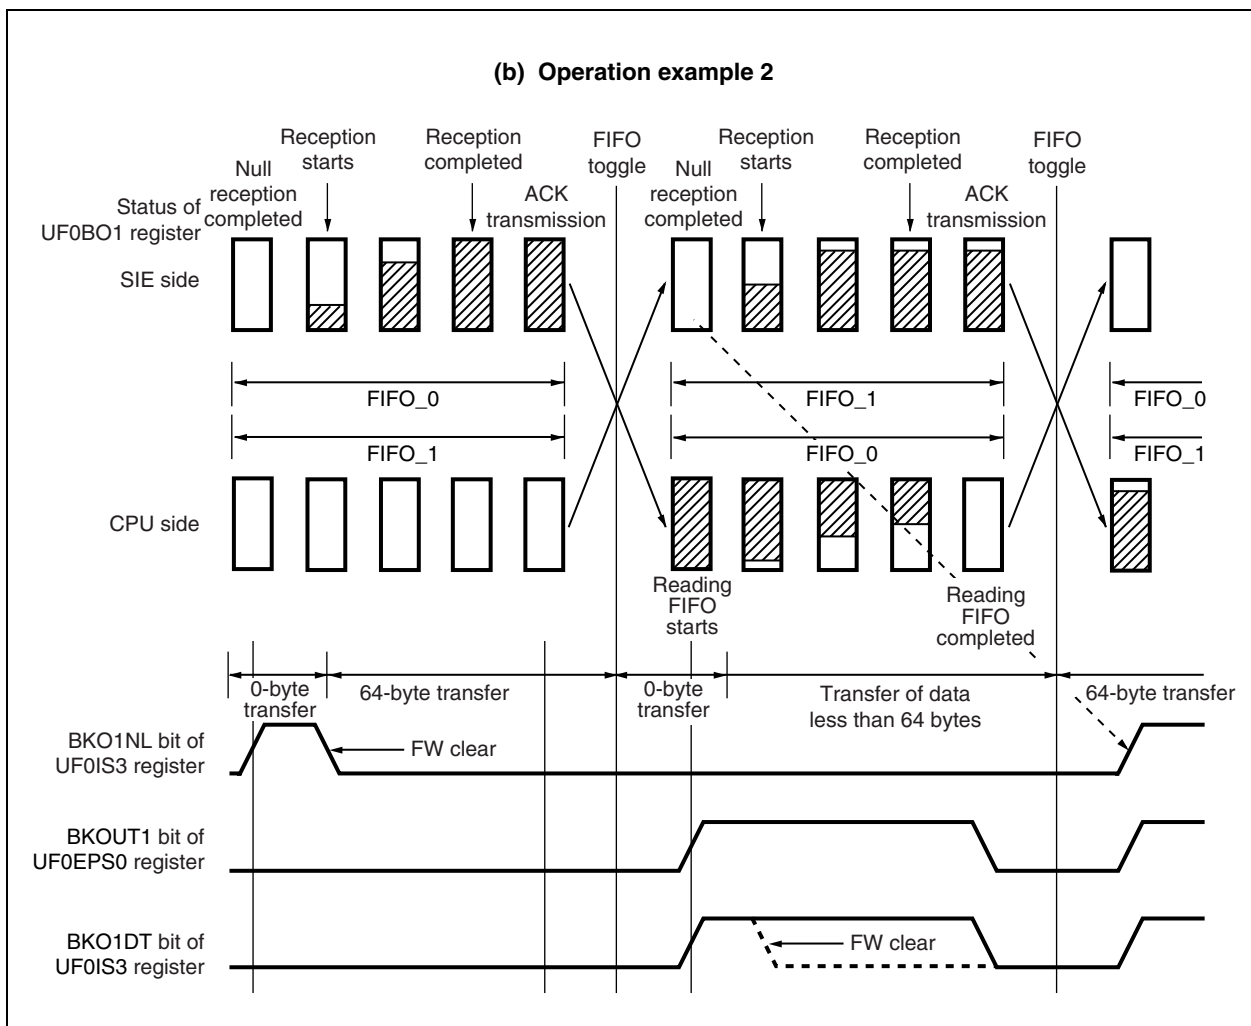 (b) Operation example 2
Reception
starts
Reception
completed
FIFO
toggle
Reception
starts
Reception
completed
FIFO
toggle
Null
reception
completed
ACK
transmission
Null
reception
completed
ACK
transmission
Status of
UF0BO1 register
SIE side
FIFO_0
FIFO_1
FIFO_0
FIFO_1
FIFO_0
FIFO_1
CPU side
Reading
FIFO
starts
Reading
FIFO
completed
0-byte
transfer
64-byte transfer
0-byte
transfer
Transfer of data
less than 64 bytes
64-byte transfer
BKO1NL bit of
UF0IS3 register
FW clear
BKOUT1 bit of
UF0EPS0 register
BKO1DT bit of
UF0IS3 register
FW clear